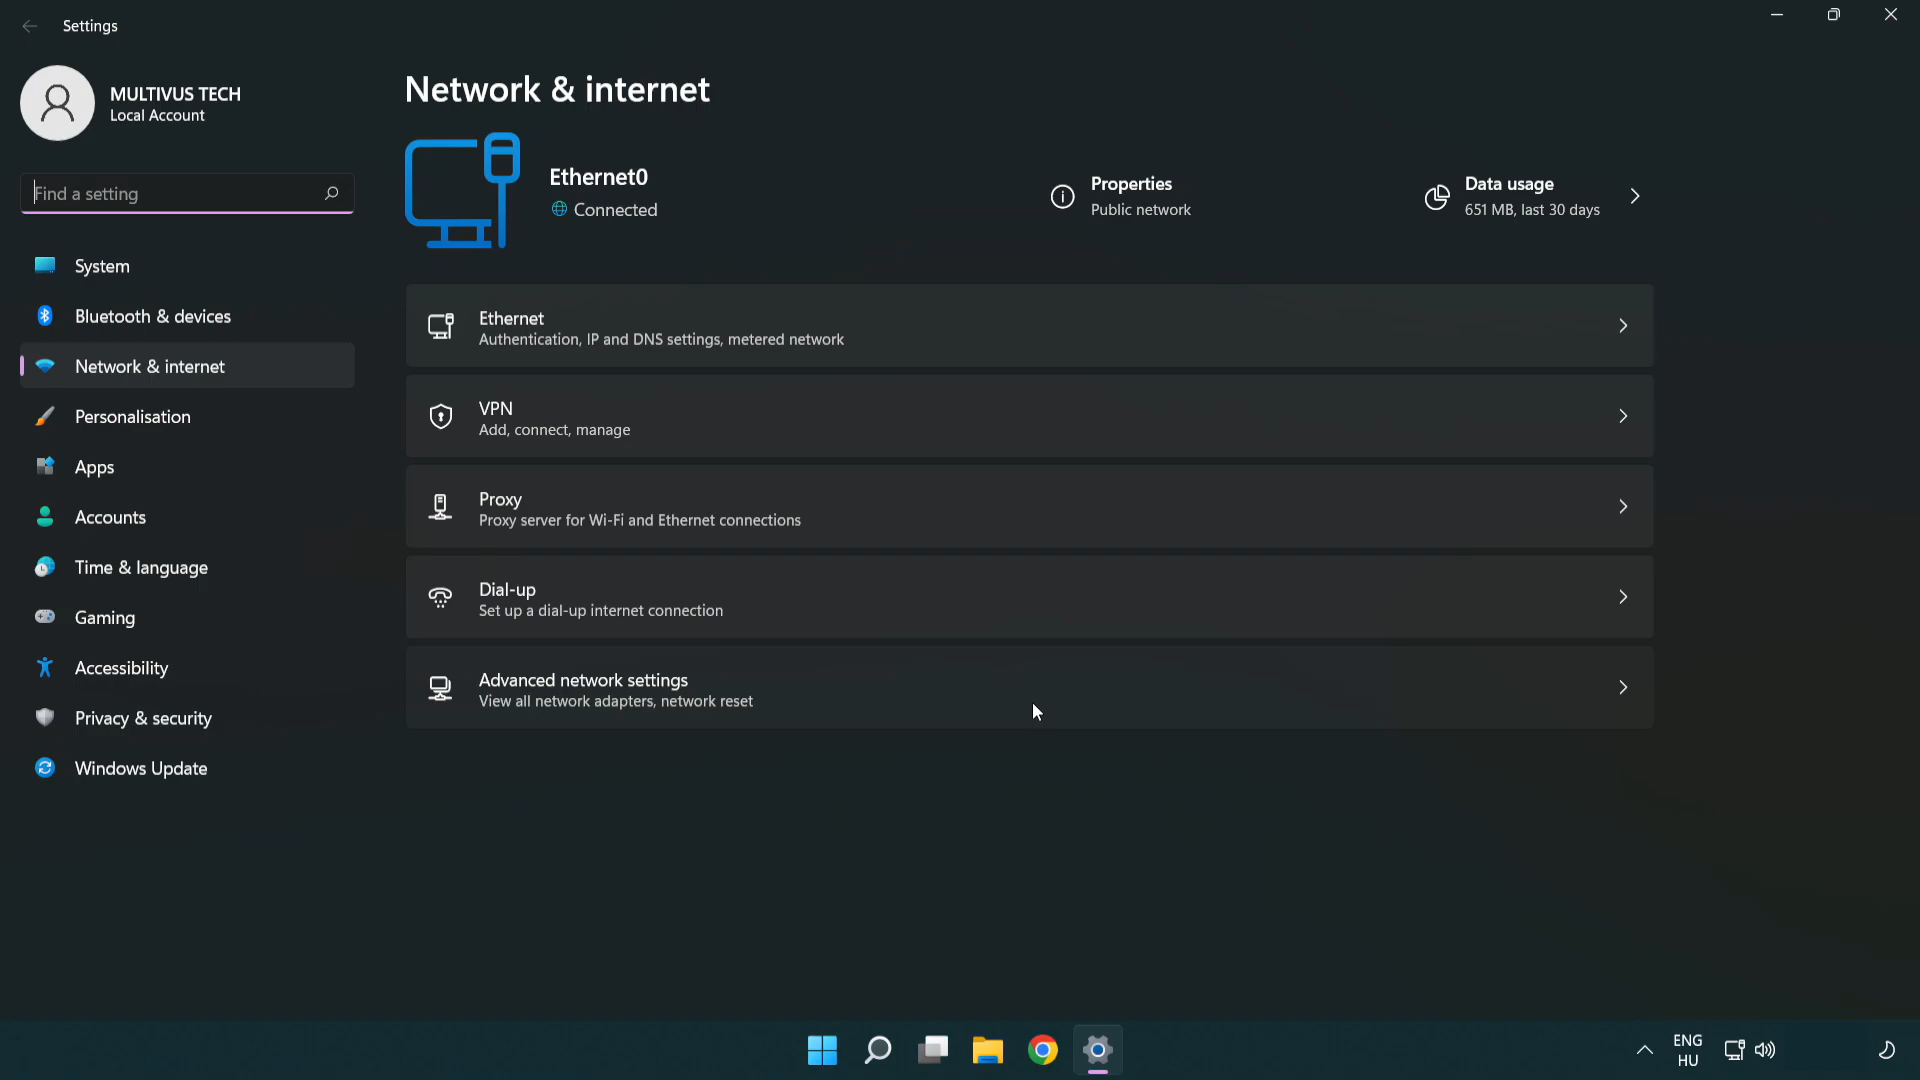 Settings
MULTIVUS TECH
Local Account
Find a setting
System
Bluetooth & devices
Network & internet
Personalisation
Apps
Accounts
Time & language
Gaming
Accessibility
Privacy & security
Windows Update
Network & internet
Ethernet0
Connected
Properties
Public network
Data usage
651 MB, last 30 days
Ethernet
Authentication, IP and DNS settings, metered network
VPN
Add, connect, manage
Proxy
Proxy server for Wi-Fi and Ethernet connections
Dial-up
Set up a dial-up internet connection
Advanced network settings
View all network adapters, network reset
ENG
HU